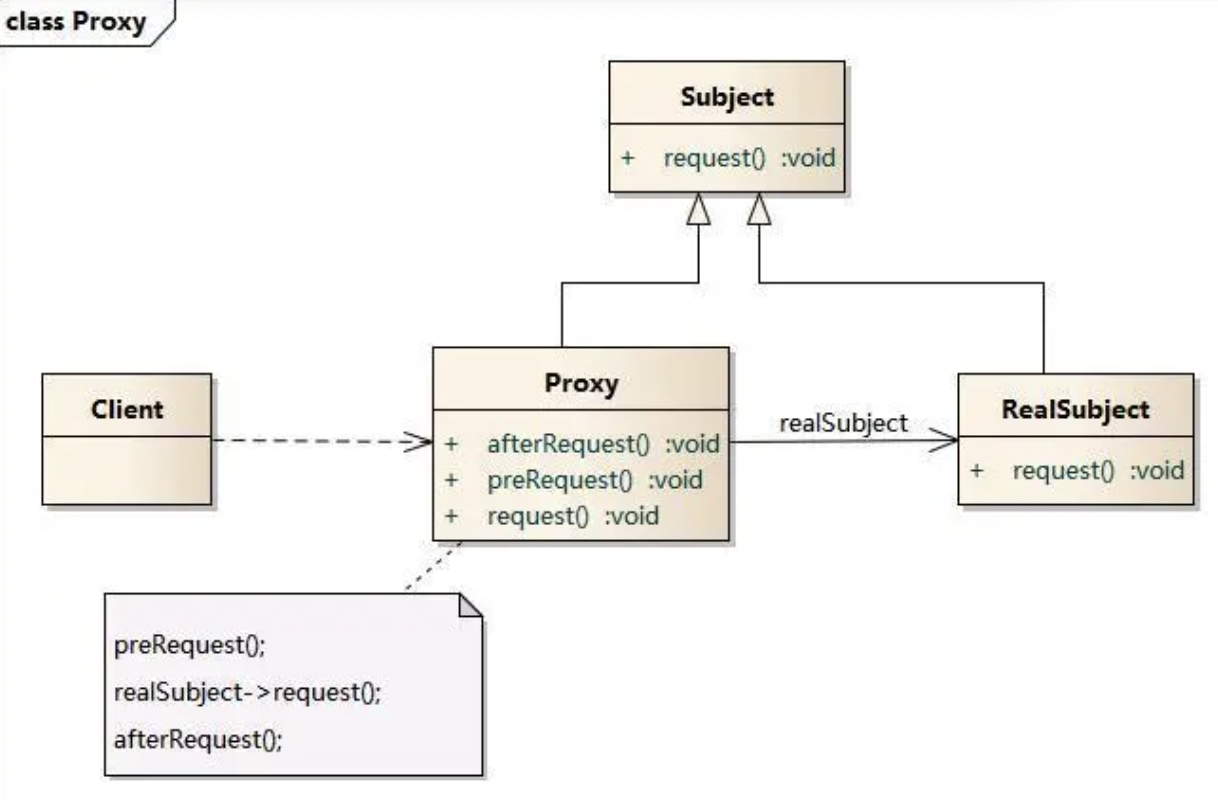 class Proxy
Subject
+ request() :void
Client
Proxy
+ afterRequest() :void
+ preRequest() :void
+ request() :void
realSubject
RealSubject
+ request() :void
preRequest();
realSubject->request();
afterRequest();